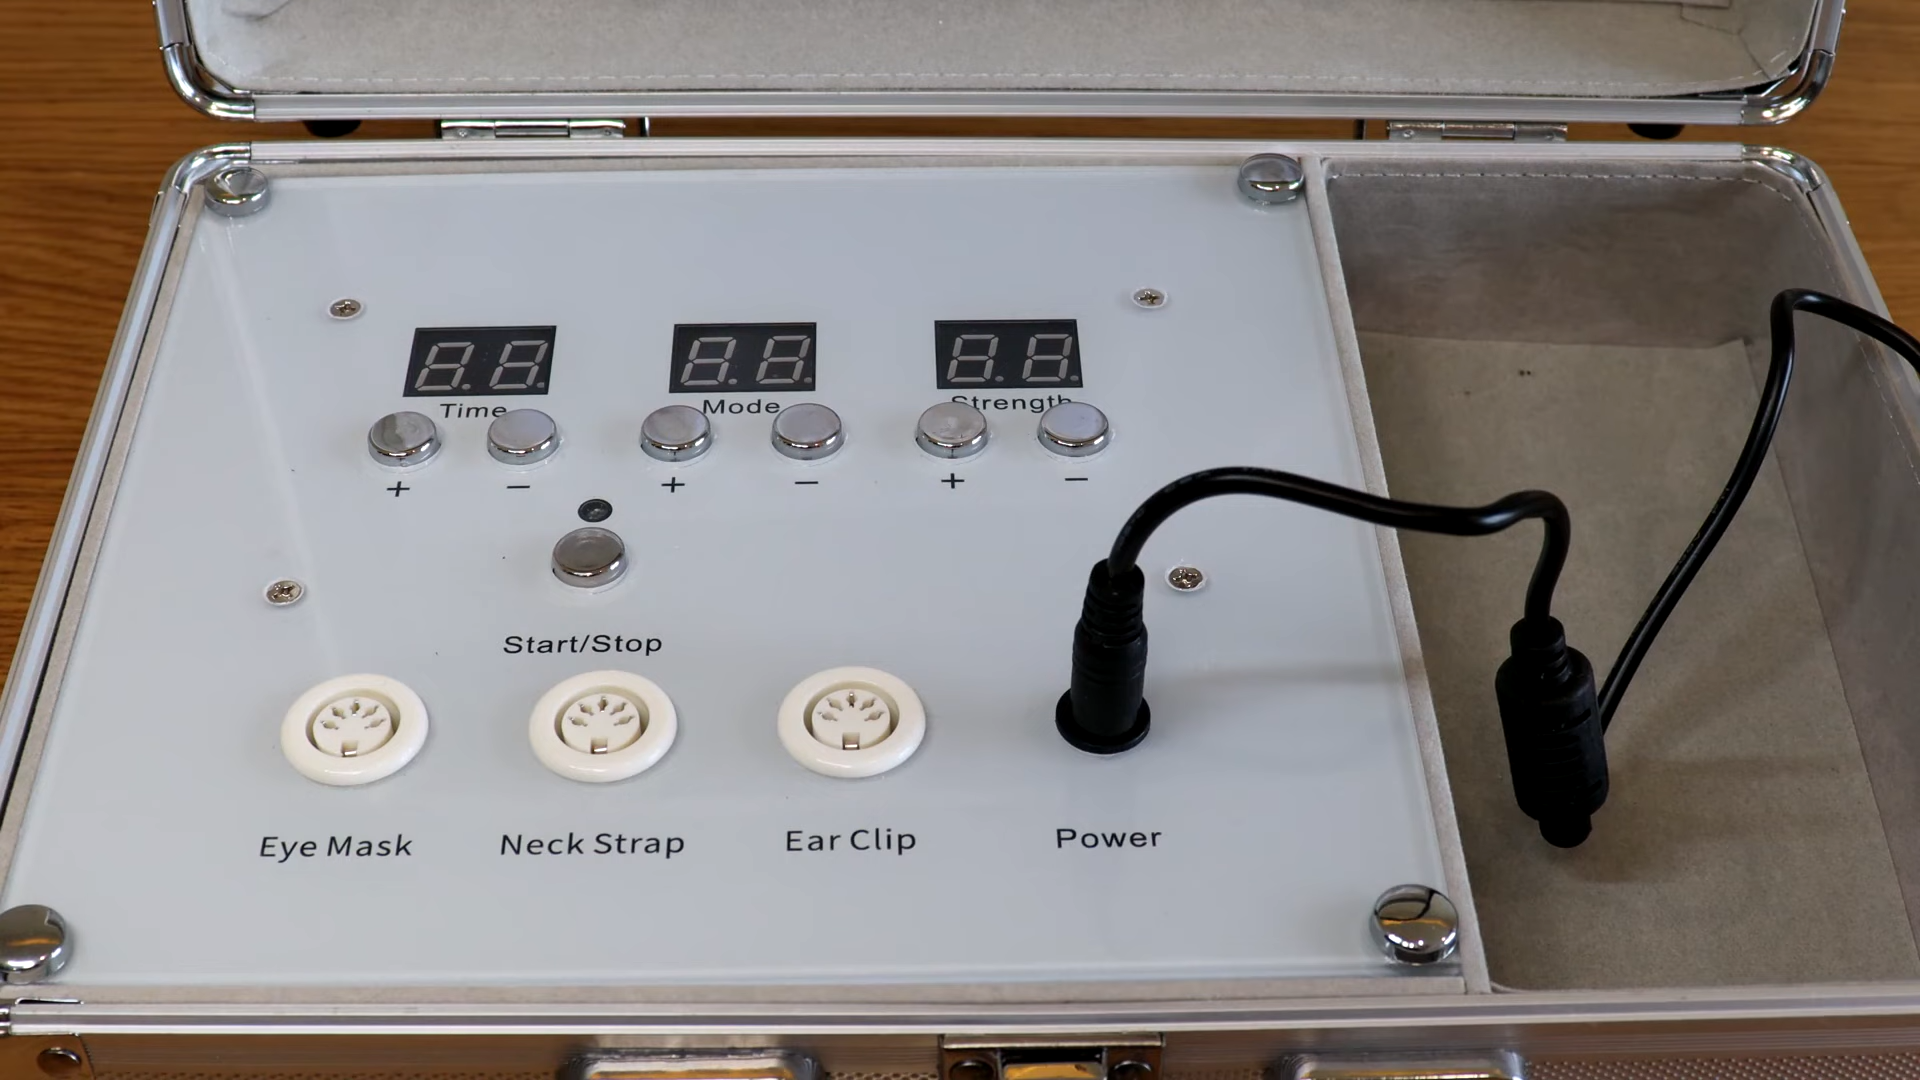 Time Mode Strength
+ − + − + −
Start/Stop
Eye Mask Neck Strap Ear Clip Power